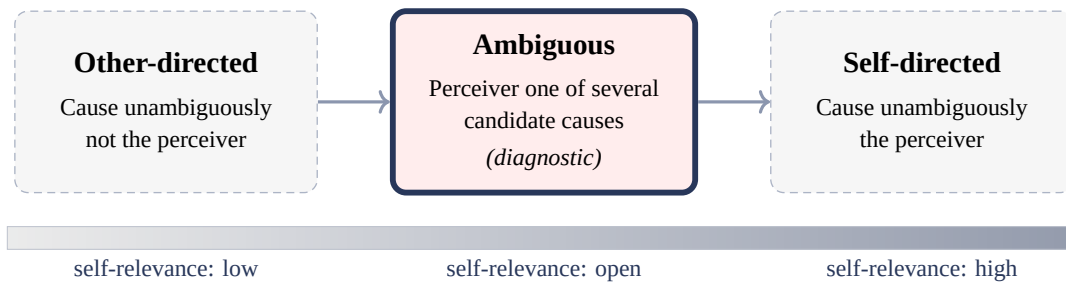 Other-directed
Cause unambiguously
not the perceiver
Ambiguous
Perceiver one of several
candidate causes
(diagnostic)
Self-directed
Cause unambiguously
the perceiver
self-relevance: low
self-relevance: open
self-relevance: high